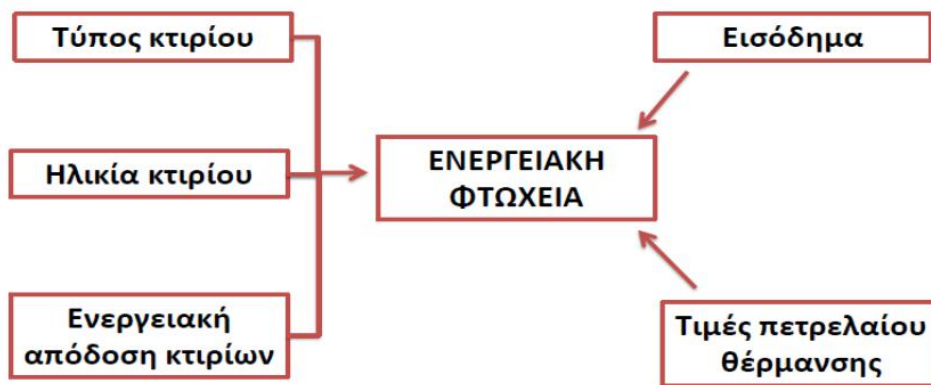 Τύπος κτιρίου
Εισόδημα
Ηλικία κτιρίου
ΕΝΕΡΓΕΙΑΚΗ
ΦΤΩΧΕΙΑ
Ενεργειακή
απόδοση κτιρίων
Τιμές πετρελαίου
θέρμανσης